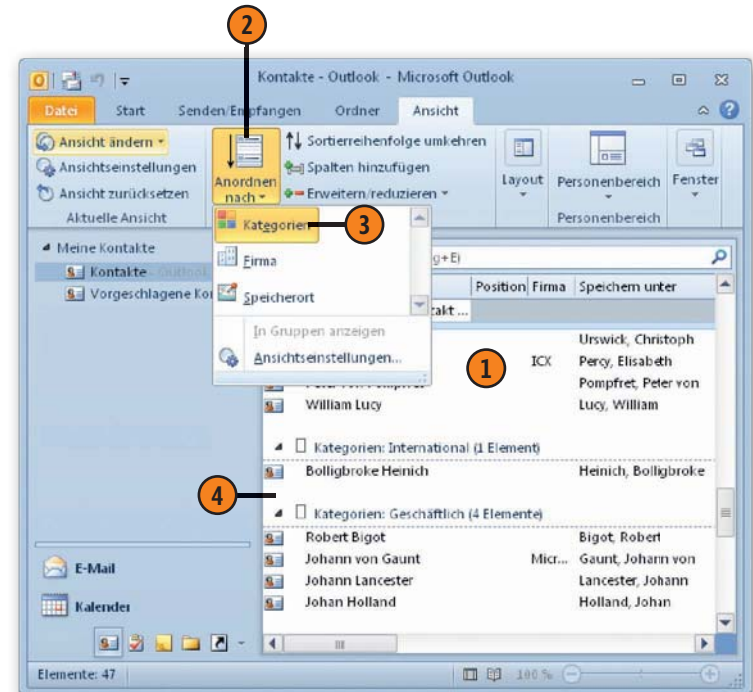 2
Kontakte - Outlook - Microsoft Outlook
Datei Start Senden/Empfangen Ordner Ansicht
Ansicht ändern
Ansichtseinstellungen
Ansicht zurücksetzen
Aktuelle Ansicht
Anordnen nach
Sortierreihenfolge umkehren
Spalten hinzufügen
Erweitern/reduzieren
Layout
Personenbereich
Fenster
Personenbereich
Kategorien
3
Firma
Speicherort
In Gruppen anzeigen
Ansichtseinstellungen...
Meine Kontakte
Kontakte - Outlook
Vorgeschlagene Ko
g+E)
Position Firma Speichern unter
takt ...
Urswick, Christoph
ICX Percy, Elisabeth
1
Pompfret, Peter von
William Lucy Lucy, William
Kategorien: International (1 Element)
Bolligbroke Heinich Heinich, Bolligbroke
4
Kategorien: Geschäftlich (4 Elemente)
Robert Bigot Bigot, Robert
Johann von Gaunt Micr... Gaunt, Johann von
Johann Lancester Lancester, Johann
Johan Holland Holland, Johan
E-Mail
Kalender
Elemente: 47
100 %